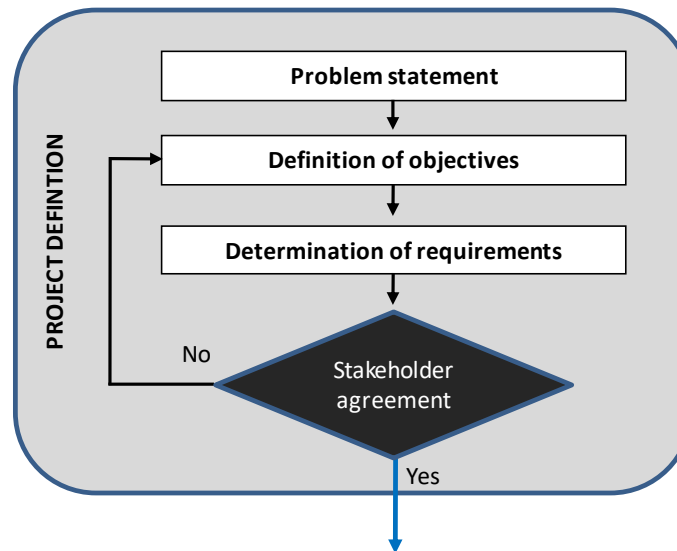 Problem statement
Definition of objectives
Determination of requirements
PROJECT DEFINTION
No
Stakeholder
agreement
Yes